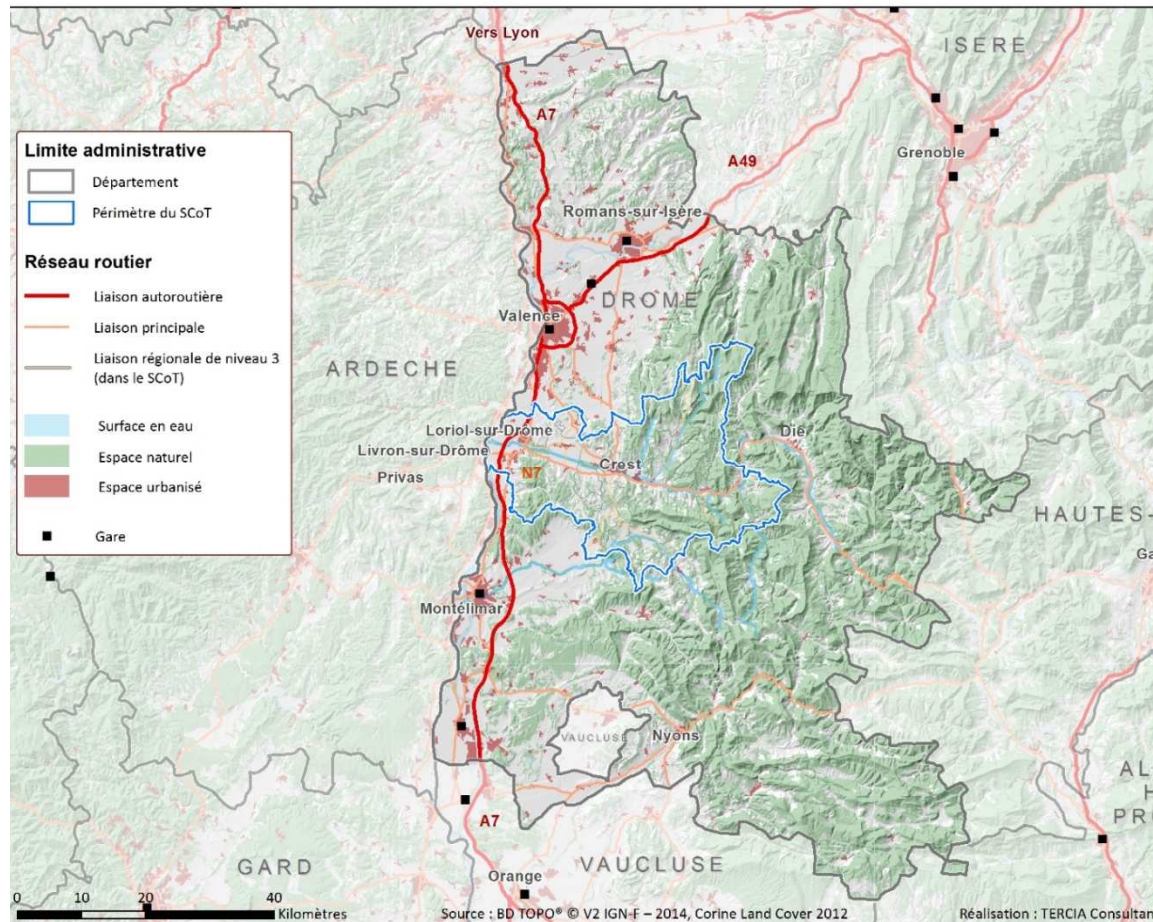 Vers Lyon
ISERE
A7
Limite administrative
Département
Périmètre du SCoT
Réseau routier
Liaison autoroutière
Liaison principale
Liaison régionale de niveau 3
(dans le SCoT)
Surface en eau
Espace naturel
Espace urbanisé
Gare
A49
Grenoble
Romans-sur-Isère
DROME
Valence
ARDECHE
Loriol-sur-Drôme
Die
Livron-sur-Drôme
Crest
Privas
N7
HAUTES-
Ga
Montélimar
VAUCLUSE
Nyons
AL
H
PRO
A7
GARD
VAUCLUSE
Orange
0 10 20 40
Kilomètres
Source : BD TOPO® © V2 IGN-F – 2014, Corine Land Cover 2012
Réalisation : TERCIA Consultan